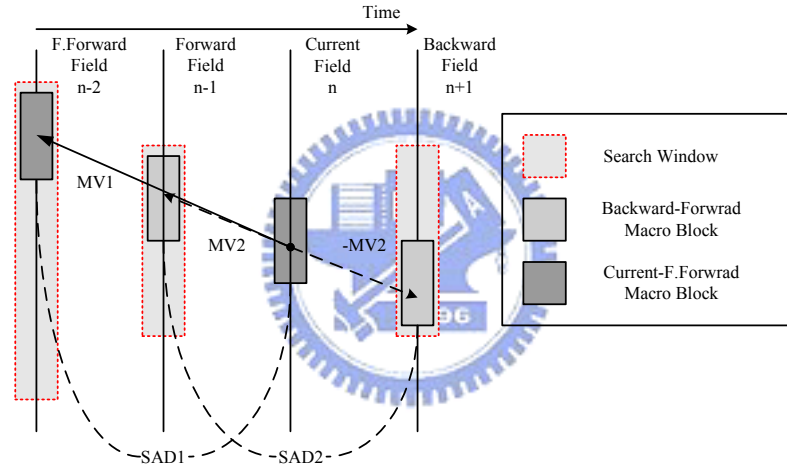 Time
F.Forward
Field
n-2
Forward
Field
n-1
Current
Field
n
Backward
Field
n+1
MV1
MV2
-MV2
SAD1
SAD2
Search Window
Backward-Forwrad
Macro Block
Current-F.Forwrad
Macro Block
96